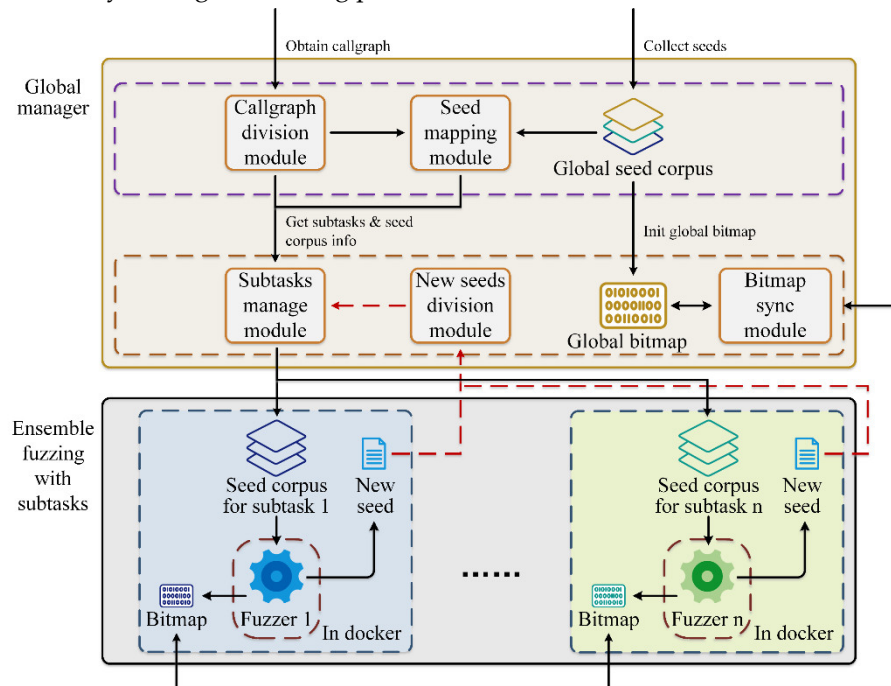 Obtain callgraph
Collect seeds
Global
manager
Callgraph
division
module
Seed
mapping
module
Global seed corpus
Get subtasks & seed
corpus info
Init global bitmap
Subtasks
manage
module
New seeds
division
module
01010001
00001100
00110010
Global bitmap
Bitmap
sync
module
Ensemble
fuzzing
with
subtasks
Seed corpus
for subtask 1
New
seed
Bitmap
Fuzzer 1
In docker
......
Seed corpus
for subtask n
New
seed
Bitmap
Fuzzer n
In docker